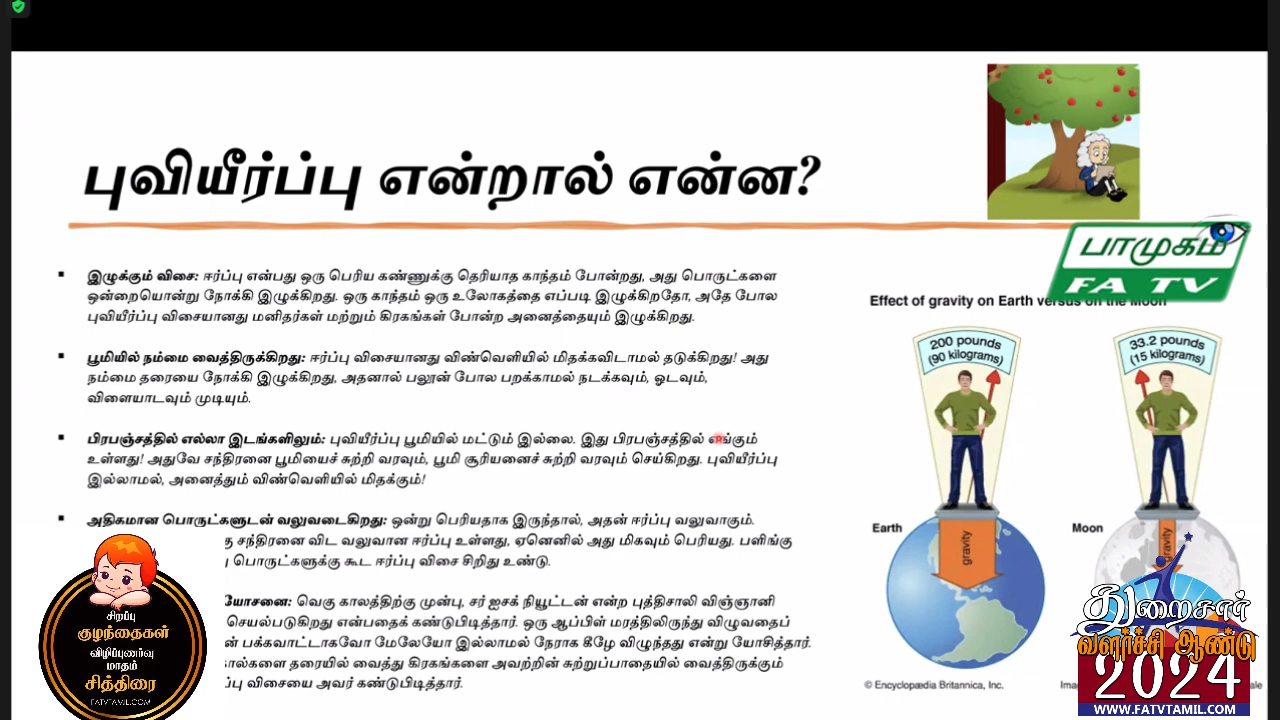 புவியீர்ப்பு என்றால் என்ன?
பாமுகம்
FA TV
இழுக்கும் விசை: ஈர்ப்பு என்பது ஒரு பெரிய கண்ணுக்கு தெரியாத காந்தம் போன்றது, அது பொருட்களை
ஒன்றையொன்று நோக்கி இழுக்கிறது. ஒரு காந்தம் ஒரு உலோகத்தை எப்படி இழுக்கிறதோ, அதே போல
புவியீர்ப்பு விசையானது மனிதர்கள் மற்றும் கிரகங்கள் போன்ற அனைத்தையும் இழுக்கிறது.
பூமியில் நம்மை வைத்திருக்கிறது: ஈர்ப்பு விசையானது விண்வெளியில் மிதக்கவிடாமல் தடுக்கிறது! அது
நம்மை தரையை நோக்கி இழுக்கிறது, அதனால் பலூன் போல பறக்காமல் நடக்கவும், ஓடவும்,
விளையாடவும் முடியும்.
பிரபஞ்சத்தில் எல்லா இடங்களிலும்: புவியீர்ப்பு பூமியில் மட்டும் இல்லை. இது பிரபஞ்சத்தில் எங்கும்
உள்ளது! அதுவே சந்திரனை பூமியைச் சுற்றி வரவும், பூமி சூரியனைச் சுற்றி வரவும் செய்கிறது. புவியீர்ப்பு
இல்லாமல், அனைத்தும் விண்வெளியில் மிதக்கும்!
அதிகமான பொருட்களுடன் வலுவடைகிறது: ஒன்று பெரியதாக இருந்தால், அதன் ஈர்ப்பு வலுவாகும்.
சந்திரனை விட வலுவான ஈர்ப்பு உள்ளது, ஏனெனில் அது மிகவும் பெரியது. பளிங்கு
பொருட்களுக்கு கூட ஈர்ப்பு விசை சிறிது உண்டு.
யோசனை: வெகு காலத்திற்கு முன்பு, சர் ஐசக் நியூட்டன் என்ற புத்திசாலி விஞ்ஞானி
செயல்படுகிறது என்பதைக் கண்டுபிடித்தார். ஒரு ஆப்பிள் மரத்திலிருந்து விழுவதைப்
பக்கவாட்டாகவோ மேலேயோ இல்லாமல் நேராக கீழே விழுந்தது என்று யோசித்தார்.
தரையில் வைத்து கிரகங்களை அவற்றின் சுற்றுப்பாதையில் வைத்திருக்கும்
விசையை அவர் கண்டுபிடித்தார்.
Effect of gravity on Earth versus on the Moon
200 pounds
(90 kilograms)
33.2 pounds
(15 kilograms)
Earth
gravity
Moon
gravity
© Encyclopædia Britannica, Inc.
சிறப்பு
குழந்தைகள்
விழிப்புணர்வு
மாதம்
சித்திரை
FATVTAMIL.COM
துறைசார்
வளர்ச்சி ஆண்டு
2024
WWW.FATVTAMIL.COM